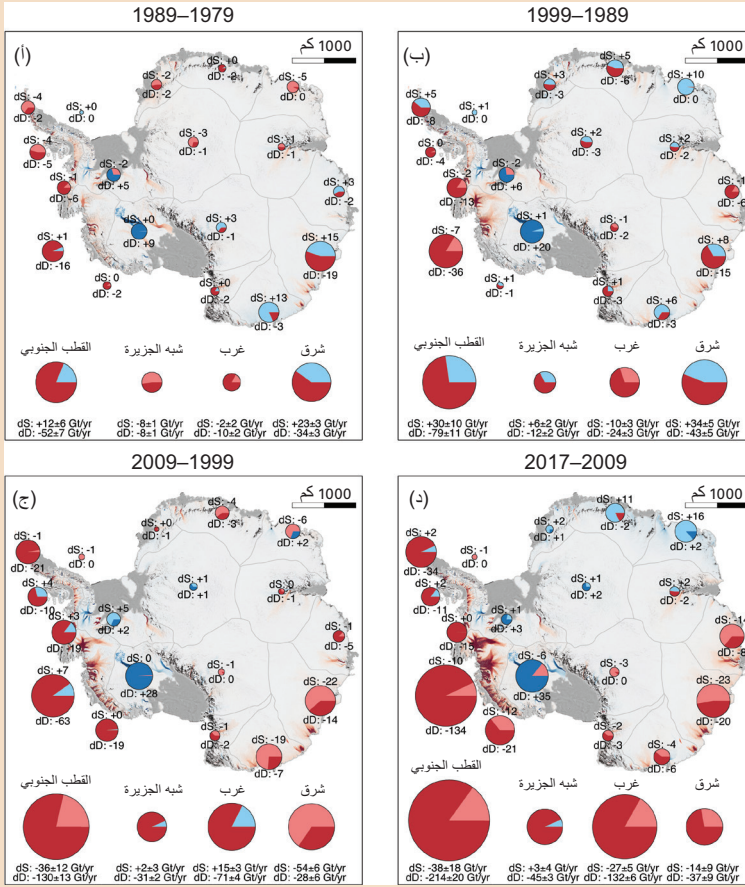 1989–1979
(أ)
1000 كم
dS: +0
dD: -2
dS: -2
dD: -2
dS: -5
dD: 0
dS: -4
dD: -2
dS: +0
dD: 0
dS: -4
dD: -5
dS: -3
dD: -1
dS: -1
dD: -1
dS: -1
dD: -6
dS: -2
dD: +5
dS: +3
dD: -2
dS: +1
dD: -16
dS: +0
dD: +9
dS: +3
dD: -1
dS: +15
dD: -19
dS: 0
dD: -2
dS: +0
dD: -2
dS: +13
dD: -3
القطب الجنوبي
شبه الجزيرة
غرب
شرق
dS: +12±6 Gt/yr
dD: -52±7 Gt/yr
dS: -8±1 Gt/yr
dD: -8±1 Gt/yr
dS: -2±2 Gt/yr
dD: -10±2 Gt/yr
dS: +23±3 Gt/yr
dD: -34±3 Gt/yr
1999–1989
(ب)
1000 كم
dS: +5
dD: -6
dS: +3
dD: -3
dS: +10
dD: 0
dS: +5
dD: -8
dS: +1
dD: 0
dS: 0
dD: -4
dS: +2
dD: -3
dS: +2
dD: -2
dS: -2
dD: -13
dS: -2
dD: +6
dS: -1
dD: -6
dS: -7
dD: -36
dS: +1
dD: +20
dS: -1
dD: -2
dS: +8
dD: -15
dS: +1
dD: -1
dS: +1
dD: -3
dS: +6
dD: -3
القطب الجنوبي
شبه الجزيرة
غرب
شرق
dS: +30±10 Gt/yr
dD: -79±11 Gt/yr
dS: +6±2 Gt/yr
dD: -12±2 Gt/yr
dS: -10±3 Gt/yr
dD: -24±3 Gt/yr
dS: +34±5 Gt/yr
dD: -43±5 Gt/yr
2009–1999
(ج)
1000 كم
dS: -4
dD: -3
dS: +0
dD: -1
dS: -6
dD: +2
dS: -1
dD: -21
dS: -1
dD: 0
dS: +4
dD: -10
dS: +1
dD: +1
dS: 0
dD: -1
dS: +3
dD: -19
dS: +5
dD: +2
dS: -1
dD: -5
dS: +7
dD: -63
dS: 0
dD: +28
dS: -1
dD: 0
dS: -22
dD: -14
dS: +0
dD: -19
dS: -1
dD: -2
dS: -19
dD: -7
القطب الجنوبي
شبه الجزيرة
غرب
شرق
dS: -36±12 Gt/yr
dD: -130±13 Gt/yr
dS: +2±3 Gt/yr
dD: -31±2 Gt/yr
dS: +15±3 Gt/yr
dD: -71±4 Gt/yr
dS: -54±6 Gt/yr
dD: -28±6 Gt/yr
2017–2009
(د)
1000 كم
dS: +11
dD: -2
dS: +2
dD: +1
dS: +16
dD: +2
dS: +2
dD: -34
dS: -1
dD: 0
dS: +2
dD: -11
dS: +1
dD: +2
dS: +2
dD: -2
dS: +0
dD: -15
dS: +1
dD: +3
dS: -14
dD: -8
dS: -10
dD: -134
dS: -6
dD: +35
dS: -3
dD: 0
dS: -23
dD: -20
dS: -12
dD: -21
dS: -2
dD: -3
dS: -4
dD: -6
القطب الجنوبي
شبه الجزيرة
غرب
شرق
dS: -38±18 Gt/yr
dD: -214±20 Gt/yr
dS: +3±4 Gt/yr
dD: -45±3 Gt/yr
dS: -27±5 Gt/yr
dD: -132±6 Gt/yr
dS: -14±9 Gt/yr
dD: -37±9 Gt/yr